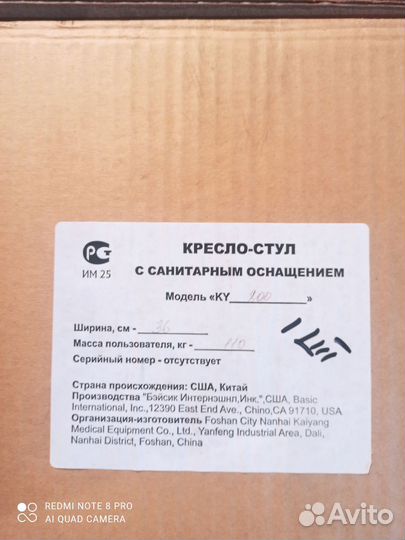 КРЕСЛО-СТУЛ
С САНИТАРНЫМ ОСНАЩЕНИЕМ
РСТ
ИМ 25
Модель «KY 200»
Ширина, см - 36
Масса пользователя, кг - 110
Серийный номер - отсутствует
1 шт
Страна происхождения: США, Китай
Производства "Бэйсик Интернэшнл,Инк.",США, Basic
International, Inc.,12390 East End Ave., Chino,CA 91710, USA
Организация-изготовитель Foshan City Nanhai Kaiyang
Medical Equipment Co., Ltd., Yanfeng Industrial Area, Dali,
Nanhai District, Foshan, China
REDMI NOTE 8 PRO
AI QUAD CAMERA
Avito